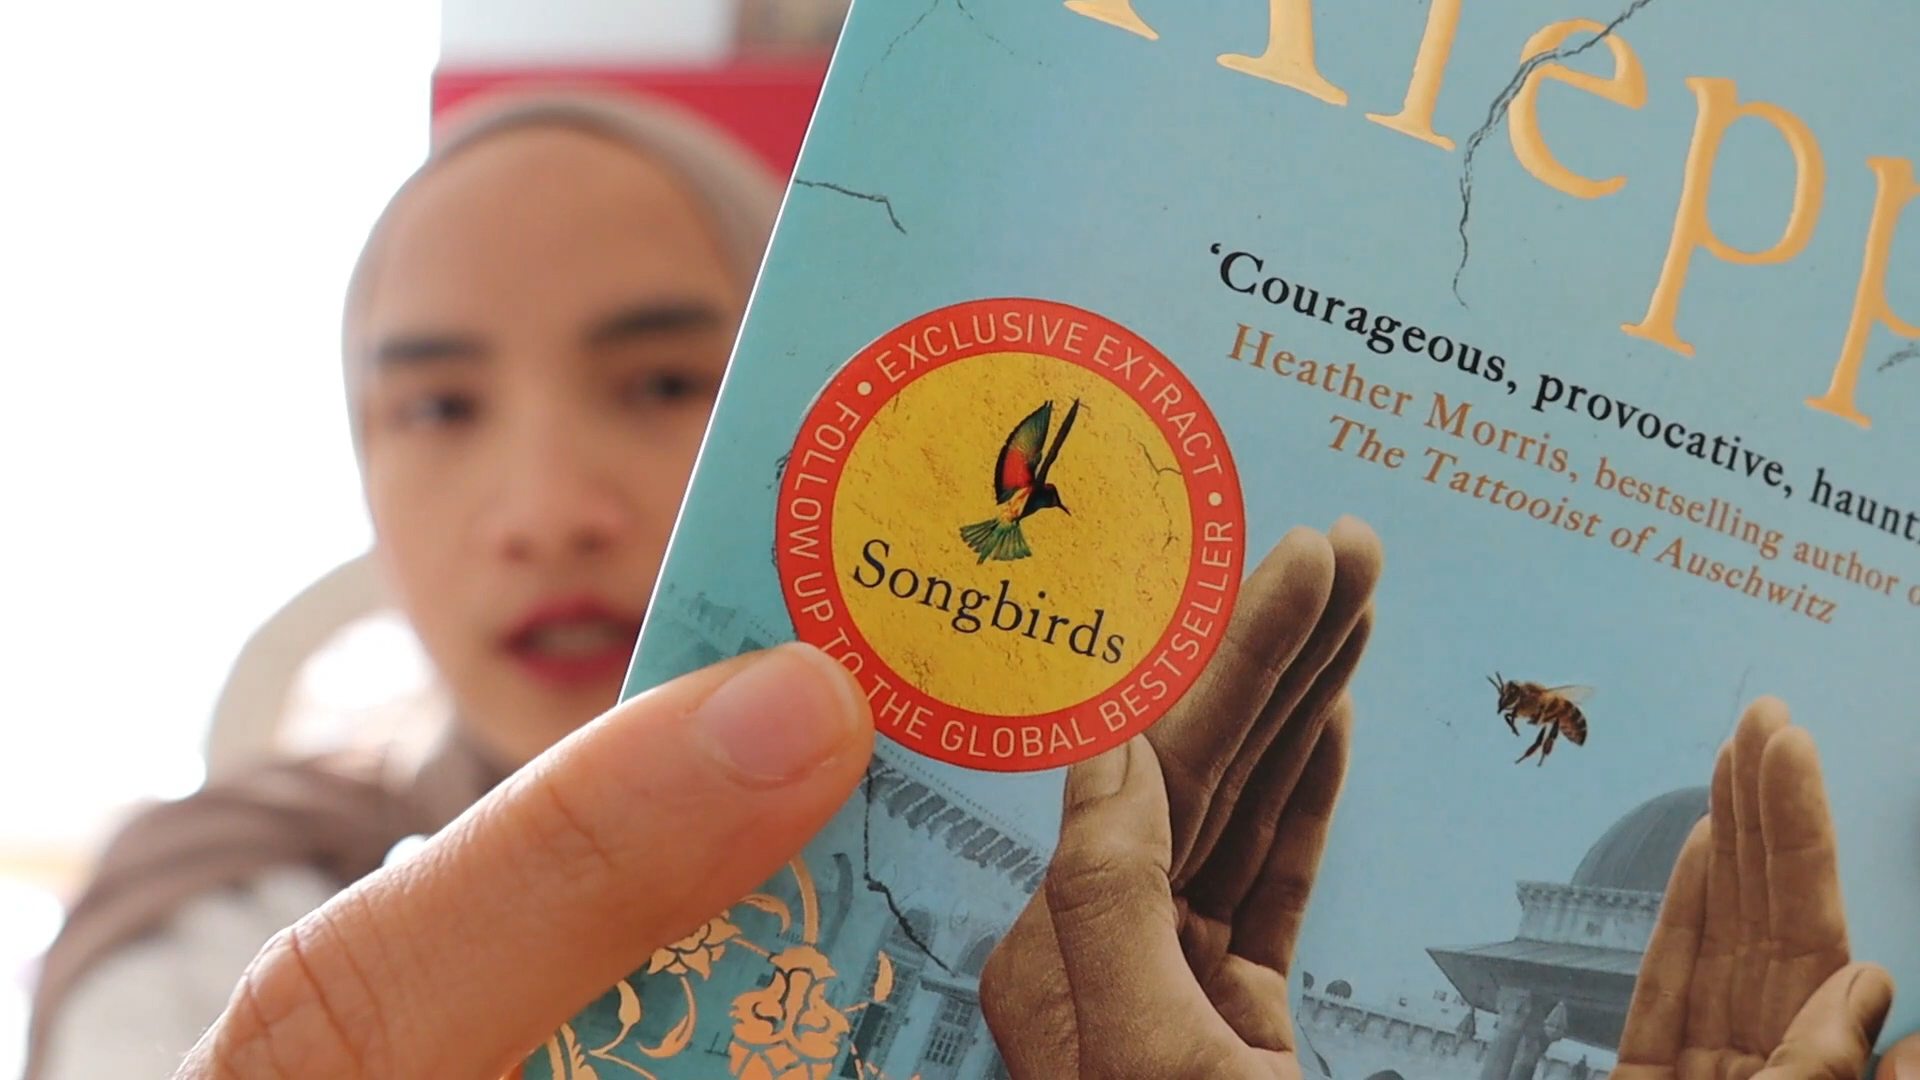 lepp
‘Courageous, provocative, haunt
Heather Morris, bestselling author o
The Tattooist of Auschwitz
• EXCLUSIVE EXTRACT •
FOLLOW UP TO THE GLOBAL BESTSELLER
Songbirds